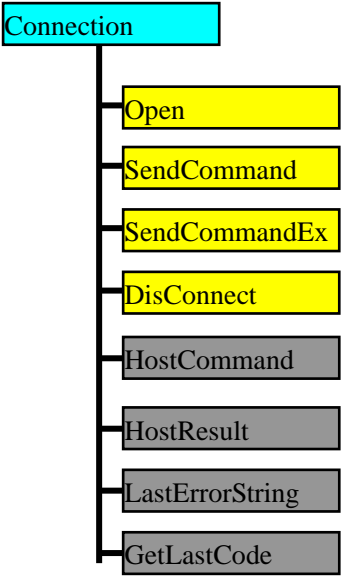 Connection
Open
SendCommand
SendCommandEx
DisConnect
HostCommand
HostResult
LastErrorString
GetLastCode